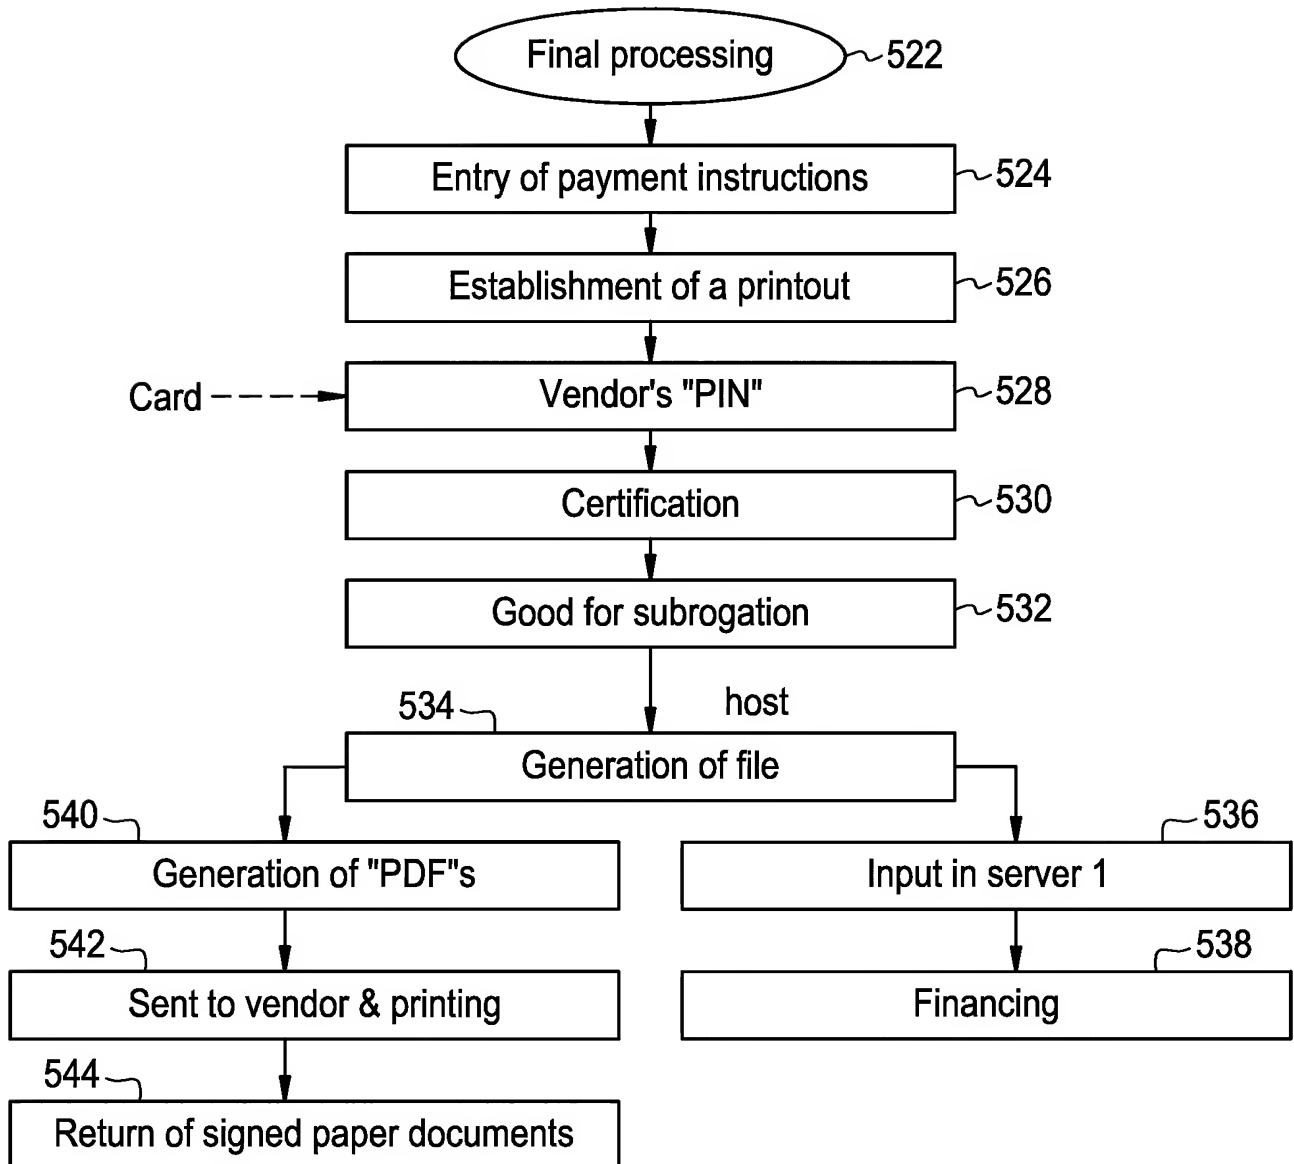 Final processing 522
Entry of payment instructions 524
Establishment of a printout 526
Card Vendor's "PIN" 528
Certification 530
Good for subrogation 532
534 host
Generation of file
540 536
Generation of "PDF"s Input in server 1
542 538
Sent to vendor & printing Financing
544
Return of signed paper documents